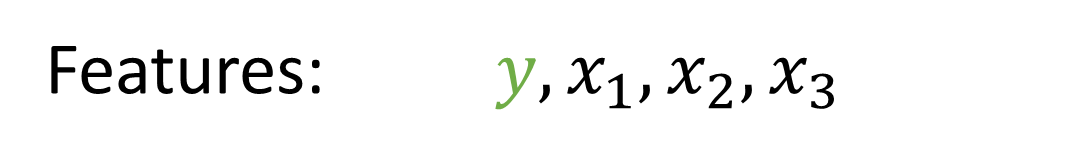 Features: y, x₁, x₂, x₃